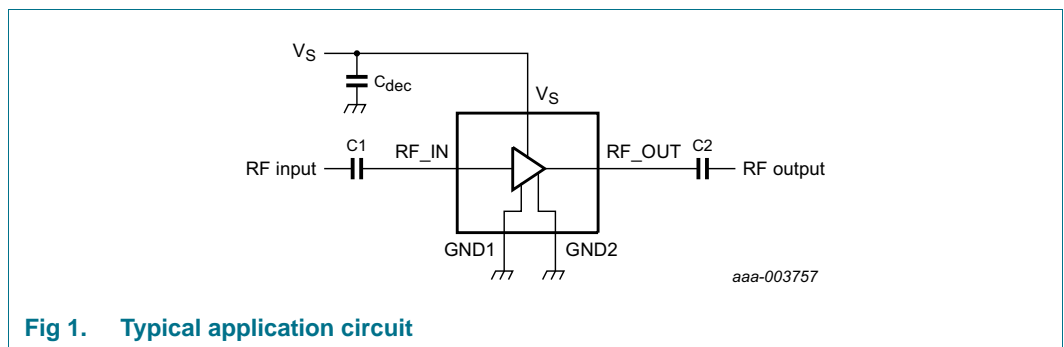 VS
Cdec
VS
C1
RF_IN
RF_OUT
C2
RF input
RF output
GND1
GND2
aaa-003757
Fig 1. Typical application circuit